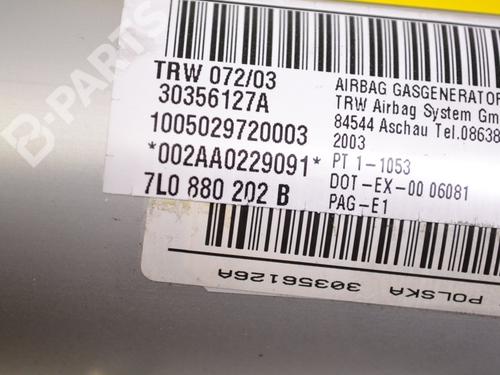 B-PARTS
TRW 072/03
30356127A
1005029720003
*002AA0229091*
7L0 880 202 B
AIRBAG GASGENERATOR
TRW Airbag System Gm
84544 Aschau Tel.08638
2003
PT 1-1053
DOT-EX-00 06081
PAG-E1
POLSKA
30356126A